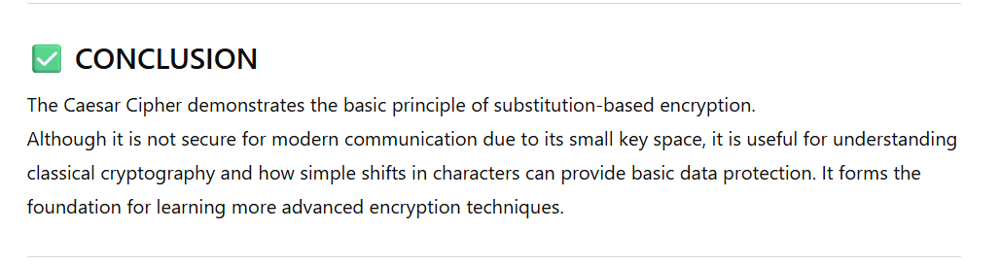 ✅ CONCLUSION
The Caesar Cipher demonstrates the basic principle of substitution-based encryption.
Although it is not secure for modern communication due to its small key space, it is useful for understanding
classical cryptography and how simple shifts in characters can provide basic data protection. It forms the
foundation for learning more advanced encryption techniques.